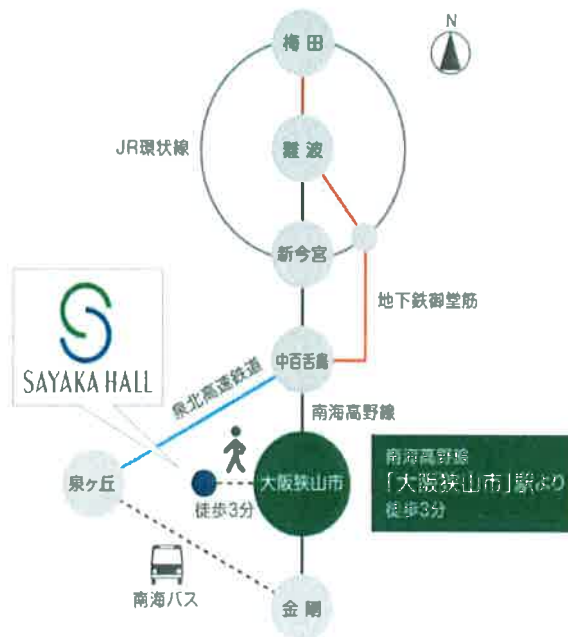 梅田
N
JR環状線
難波
新今宮
地下鉄御堂筋
SAYAKA HALL
中百舌鳥
泉北高速鉄道
南海高野線
泉ヶ丘
大阪狭山市
徒歩3分
南海高野線
「大阪狭山市」駅より
徒歩3分
南海バス
金剛